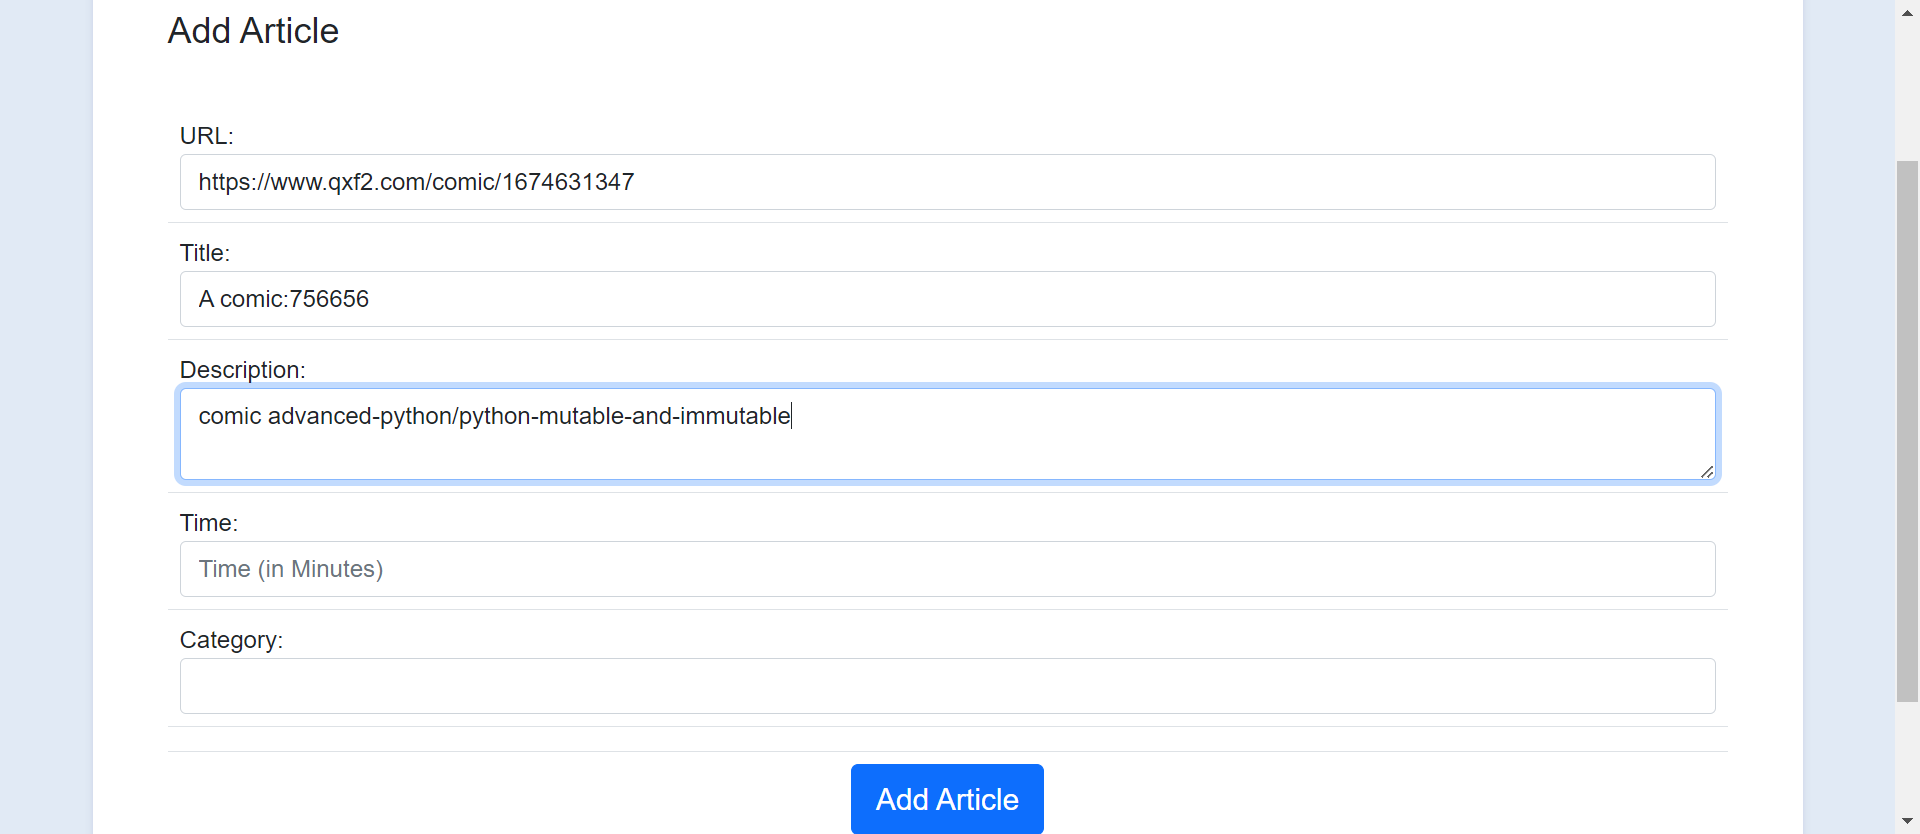 Add Article
URL:
https://www.qxf2.com/comic/1674631347
Title:
A comic:756656
Description:
comic advanced-python/python-mutable-and-immutable
Time:
Time (in Minutes)
Category:
Add Article